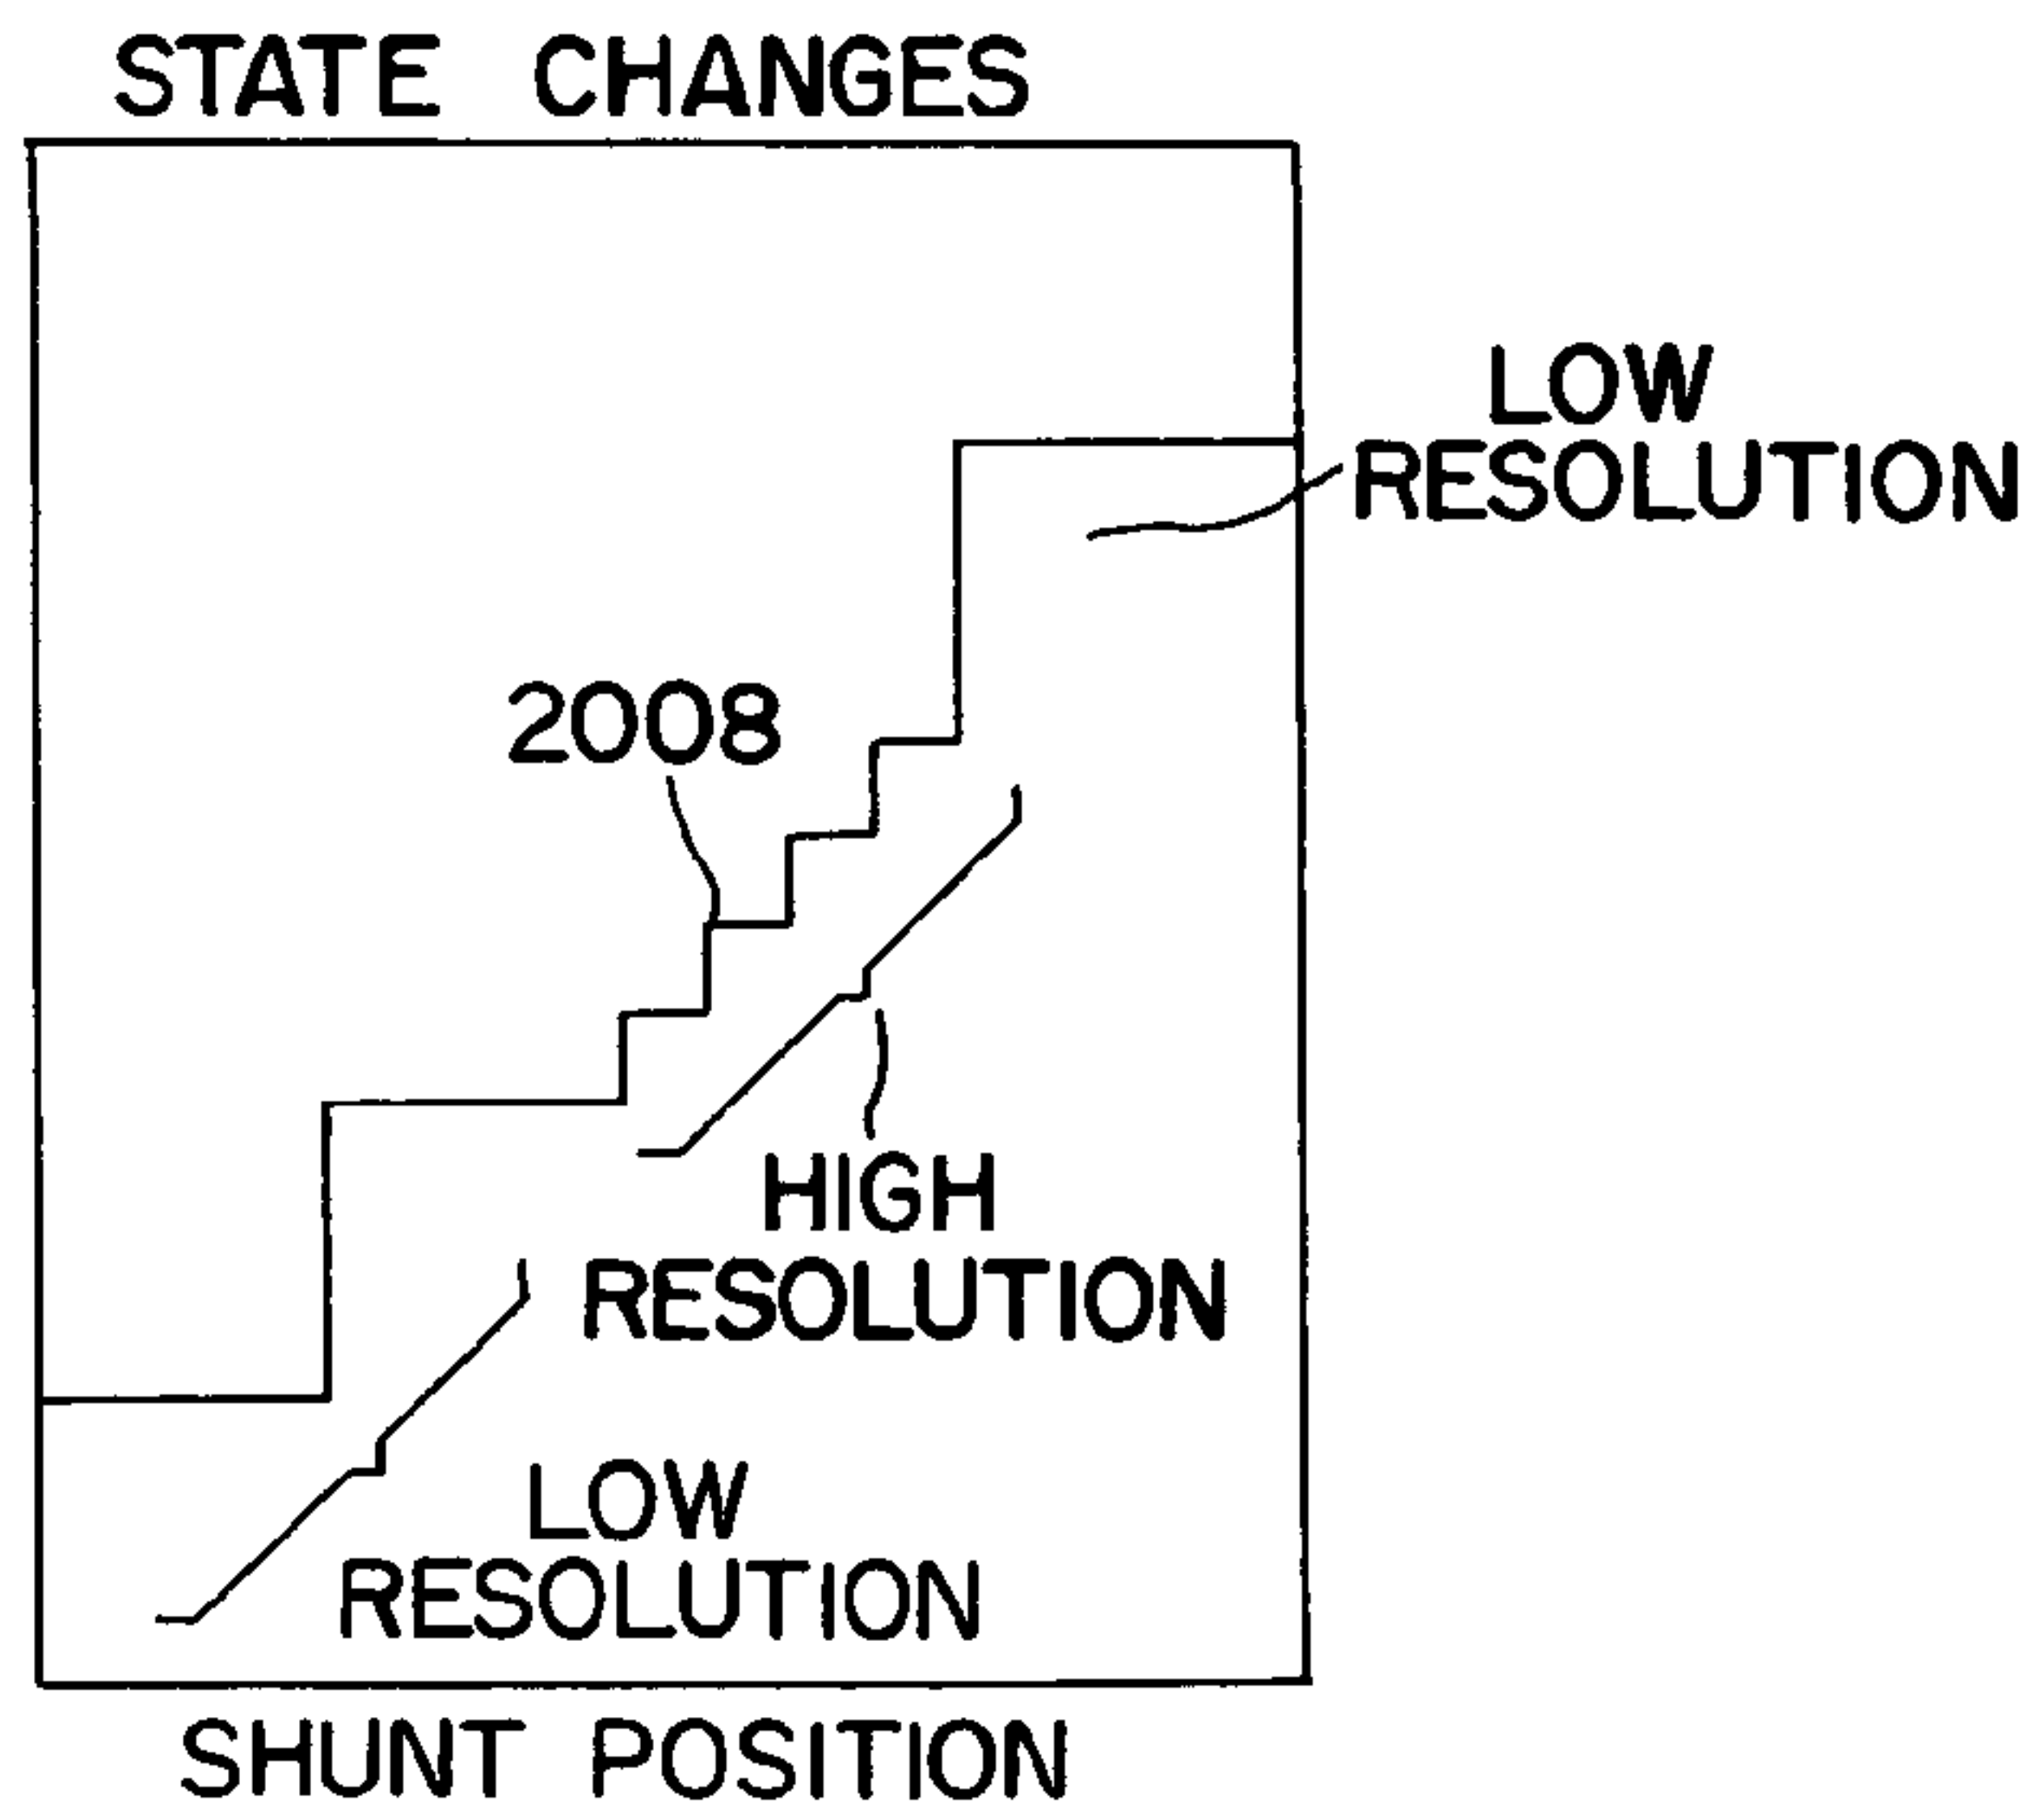 STATE CHANGES
LOW
RESOLUTION
2008
HIGH
RESOLUTION
LOW
RESOLUTION
SHUNT POSITION